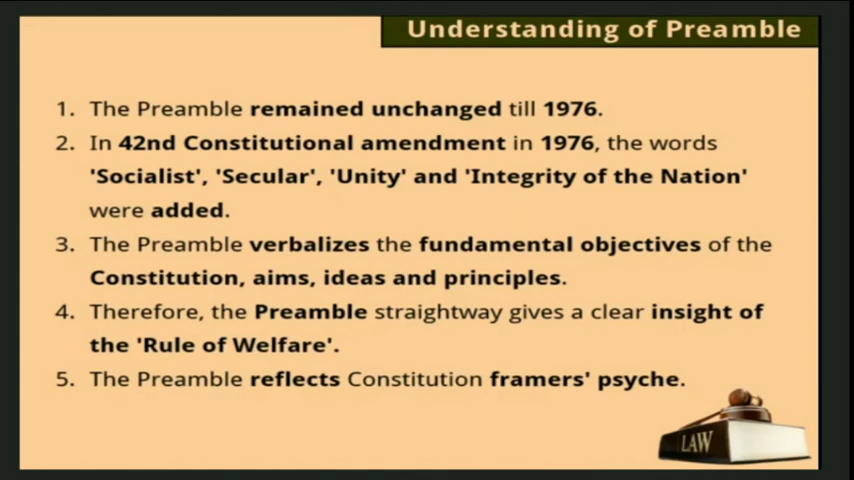 Understanding of Preamble
1. The Preamble remained unchanged till 1976.
2. In 42nd Constitutional amendment in 1976, the words
'Socialist', 'Secular', 'Unity' and 'Integrity of the Nation'
were added.
3. The Preamble verbalizes the fundamental objectives of the
Constitution, aims, ideas and principles.
4. Therefore, the Preamble straightway gives a clear insight of
the 'Rule of Welfare'.
5. The Preamble reflects Constitution framers' psyche.
LAW